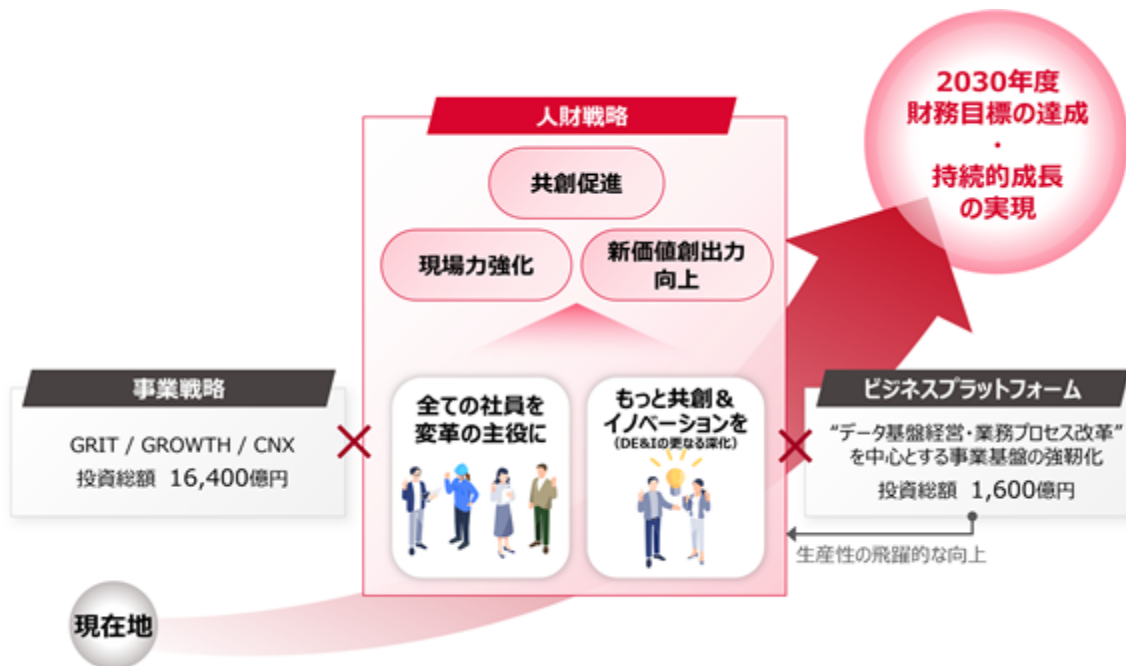 2030年度
財務目標の達成
・
持続的成長
の実現
人財戦略
共創促進
現場力強化
新価値創出力
向上
事業戦略
GRIT / GROWTH / CNX
投資総額 16,400億円
全ての社員を
変革の主役に
もっと共創＆
イノベーションを
(DE&Iの更なる深化)
ビジネスプラットフォーム
“データ基盤経営・業務プロセス改革”
を中心とする事業基盤の強靭化
投資総額 1,600億円
生産性の飛躍的な向上
現在地